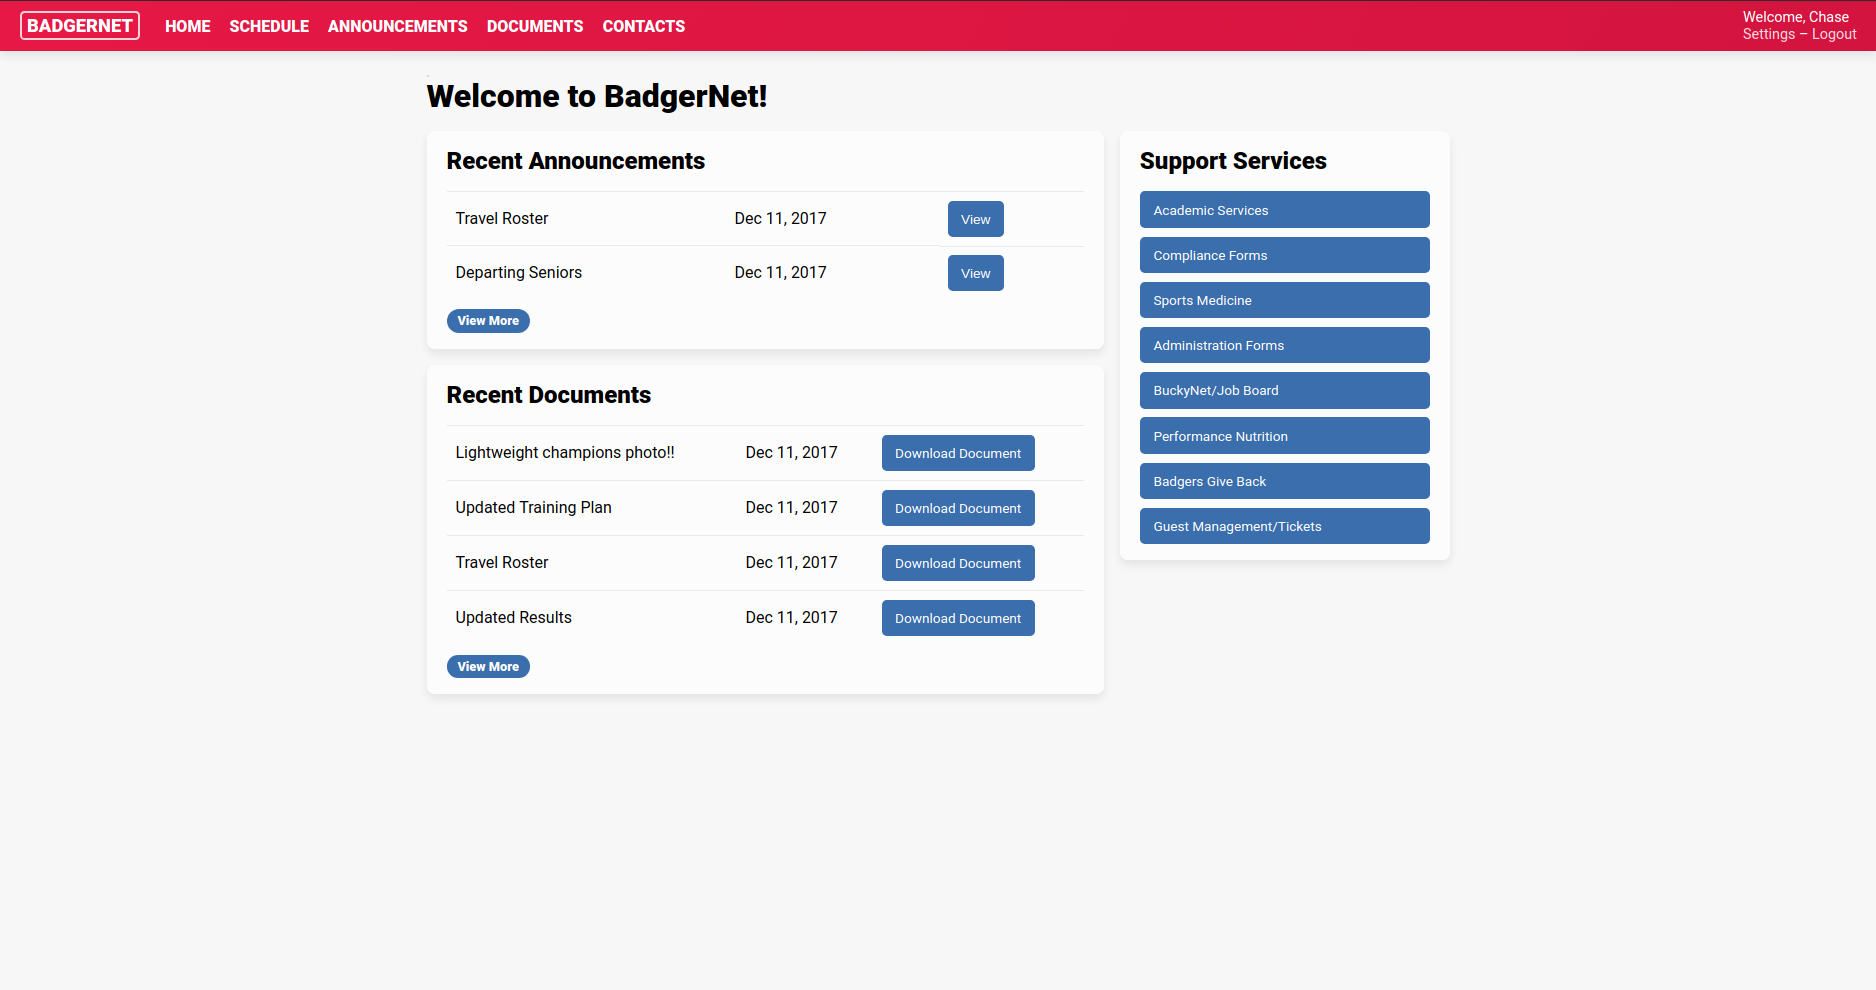 BADGERNET HOME SCHEDULE ANNOUNCEMENTS DOCUMENTS CONTACTS
Welcome, Chase
Settings – Logout
Welcome to BadgerNet!
Recent Announcements
Travel Roster Dec 11, 2017 View
Departing Seniors Dec 11, 2017 View
View More
Recent Documents
Lightweight champions photo!! Dec 11, 2017 Download Document
Updated Training Plan Dec 11, 2017 Download Document
Travel Roster Dec 11, 2017 Download Document
Updated Results Dec 11, 2017 Download Document
View More
Support Services
Academic Services
Compliance Forms
Sports Medicine
Administration Forms
BuckyNet/Job Board
Performance Nutrition
Badgers Give Back
Guest Management/Tickets